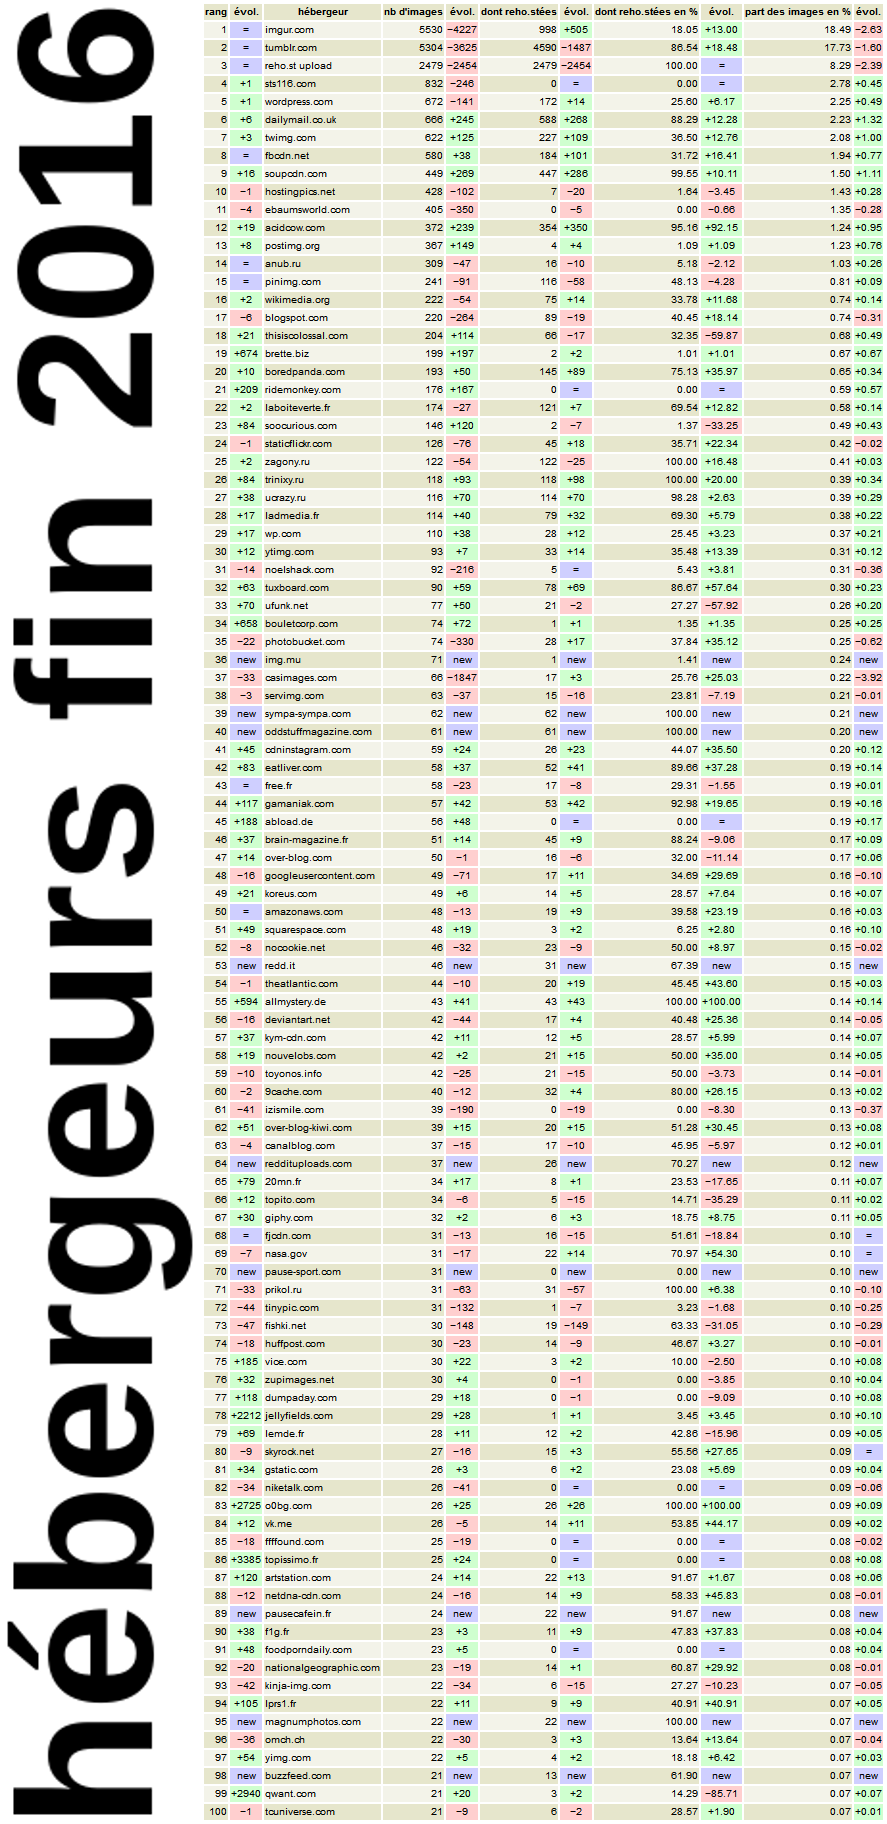 hébergeurs fin 2016
rang évol. hébergeur nb d'images évol. dont reho.stées évol. dont reho.stées en % évol. part des images en % évol.
1 = imgur.com 5530 −4227 998 +505 18.05 +13.00 18.49 −2.63
2 = tumblr.com 5304 −3625 4590 −1487 86.54 +18.48 17.73 −1.60
3 = reho.st upload 2479 −2454 2479 −2454 100.00 = 8.29 −2.39
4 +1 sts116.com 832 −246 0 = 0.00 = 2.78 +0.45
5 +1 wordpress.com 672 −141 172 +14 25.60 +6.17 2.25 +0.49
6 +6 dailymail.co.uk 666 +245 588 +268 88.29 +12.28 2.23 +1.32
7 +3 twimg.com 622 +125 227 +109 36.50 +12.76 2.08 +1.00
8 = fbcdn.net 580 +38 184 +101 31.72 +16.41 1.94 +0.77
9 +16 soupcdn.com 449 +269 447 +286 99.55 +10.11 1.50 +1.11
10 −1 hostingpics.net 428 −102 7 −20 1.64 −3.45 1.43 +0.28
11 −4 ebaumsworld.com 405 −350 0 −5 0.00 −0.66 1.35 −0.28
12 +19 acidcow.com 372 +239 354 +350 95.16 +92.15 1.24 +0.95
13 +8 postimg.org 367 +149 4 +4 1.09 +1.09 1.23 +0.76
14 = anub.ru 309 −47 16 −10 5.18 −2.12 1.03 +0.26
15 = pinimg.com 241 −91 116 −58 48.13 −4.28 0.81 +0.09
16 +2 wikimedia.org 222 −54 75 +14 33.78 +11.68 0.74 +0.14
17 −6 blogspot.com 220 −264 89 −19 40.45 +18.14 0.74 −0.31
18 +21 thisiscolossal.com 204 +114 66 −17 32.35 −59.87 0.68 +0.49
19 +674 brette.biz 199 +197 2 +2 1.01 +1.01 0.67 +0.67
20 +10 boredpanda.com 193 +50 145 +89 75.13 +35.97 0.65 +0.34
21 +209 ridemonkey.com 176 +167 0 = 0.00 = 0.59 +0.57
22 +2 laboiteverte.fr 174 −27 121 +7 69.54 +12.82 0.58 +0.14
23 +84 soocurious.com 146 +120 2 −7 1.37 −33.25 0.49 +0.43
24 −1 staticflickr.com 126 −76 45 +18 35.71 +22.34 0.42 −0.02
25 +2 zagony.ru 122 −54 122 −25 100.00 +16.48 0.41 +0.03
26 +84 trinixy.ru 118 +93 118 +98 100.00 +20.00 0.39 +0.34
27 +38 ucrazy.ru 116 +70 114 +70 98.28 +2.63 0.39 +0.29
28 +17 ladmedia.fr 114 +40 79 +32 69.30 +5.79 0.38 +0.22
29 +17 wp.com 110 +38 28 +12 25.45 +3.23 0.37 +0.21
30 +12 ytimg.com 93 +7 33 +14 35.48 +13.39 0.31 +0.12
31 −14 noelshack.com 92 −216 5 = 5.43 +3.81 0.31 −0.36
32 +63 tuxboard.com 90 +59 78 +69 86.67 +57.64 0.30 +0.23
33 +70 ufunk.net 77 +50 21 −2 27.27 −57.92 0.26 +0.20
34 +658 bouletcorp.com 74 +72 1 +1 1.35 +1.35 0.25 +0.25
35 −22 photobucket.com 74 −330 28 +17 37.84 +35.12 0.25 −0.62
36 new img.mu 71 new 1 new 1.41 new 0.24 new
37 −33 casimages.com 66 −1847 17 +3 25.76 +25.03 0.22 −3.92
38 −3 servimg.com 63 −37 15 −16 23.81 −7.19 0.21 −0.01
39 new sympa-sympa.com 62 new 62 new 100.00 new 0.21 new
40 new oddstuffmagazine.com 61 new 61 new 100.00 new 0.20 new
41 +45 cdninstagram.com 59 +24 26 +23 44.07 +35.50 0.20 +0.12
42 +83 eatliver.com 58 +37 52 +41 89.66 +37.28 0.19 +0.14
43 = free.fr 58 −23 17 −8 29.31 −1.55 0.19 +0.01
44 +117 gamaniak.com 57 +42 53 +42 92.98 +19.65 0.19 +0.16
45 +188 abload.de 56 +48 0 = 0.00 = 0.19 +0.17
46 +37 brain-magazine.fr 51 +14 45 +9 88.24 −9.06 0.17 +0.09
47 +14 over-blog.com 50 −1 16 −6 32.00 −11.14 0.17 +0.06
48 −16 googleusercontent.com 49 −71 17 +11 34.69 +29.69 0.16 −0.10
49 +21 koreus.com 49 +6 14 +5 28.57 +7.64 0.16 +0.07
50 = amazonaws.com 48 −13 19 +9 39.58 +23.19 0.16 +0.03
51 +49 squarespace.com 48 +19 3 +2 6.25 +2.80 0.16 +0.10
52 −8 nocookie.net 46 −32 23 −9 50.00 +8.97 0.15 −0.02
53 new redd.it 46 new 31 new 67.39 new 0.15 new
54 −1 theatlantic.com 44 −10 20 +19 45.45 +43.60 0.15 +0.03
55 +594 allmystery.de 43 +41 43 +43 100.00 +100.00 0.14 +0.14
56 −16 deviantart.net 42 −44 17 +4 40.48 +25.36 0.14 −0.05
57 +37 kym-cdn.com 42 +11 12 +5 28.57 +5.99 0.14 +0.07
58 +19 nouvelobs.com 42 +2 21 +15 50.00 +35.00 0.14 +0.05
59 −10 toyonos.info 42 −25 21 −15 50.00 −3.73 0.14 −0.01
60 −2 9cache.com 40 −12 32 +4 80.00 +26.15 0.13 +0.02
61 −41 izismile.com 39 −190 0 −19 0.00 −8.30 0.13 −0.37
62 +51 over-blog-kiwi.com 39 +15 20 +15 51.28 +30.45 0.13 +0.08
63 −4 canalblog.com 37 −15 17 −10 45.95 −5.97 0.12 +0.01
64 new reddituploads.com 37 new 26 new 70.27 new 0.12 new
65 +79 20mn.fr 34 +17 8 +1 23.53 −17.65 0.11 +0.07
66 +12 topito.com 34 −6 5 −15 14.71 −35.29 0.11 +0.02
67 +30 giphy.com 32 +2 6 +3 18.75 +8.75 0.11 +0.05
68 = fjcdn.com 31 −13 16 −15 51.61 −18.84 0.10 =
69 −7 nasa.gov 31 −17 22 +14 70.97 +54.30 0.10 =
70 new pause-sport.com 31 new 0 new 0.00 new 0.10 new
71 −33 prikol.ru 31 −63 31 −57 100.00 +6.38 0.10 −0.10
72 −44 tinypic.com 31 −132 1 −7 3.23 −1.68 0.10 −0.25
73 −47 fishki.net 30 −148 19 −149 63.33 −31.05 0.10 −0.29
74 −18 huffpost.com 30 −23 14 −9 46.67 +3.27 0.10 −0.01
75 +185 vice.com 30 +22 3 +2 10.00 −2.50 0.10 +0.08
76 +32 zupimages.net 30 +4 0 −1 0.00 −3.85 0.10 +0.04
77 +118 dumpaday.com 29 +18 0 −1 0.00 −9.09 0.10 +0.08
78 +2212 jellyfields.com 29 +28 1 +1 3.45 +3.45 0.10 +0.10
79 +69 lemde.fr 28 +11 12 +2 42.86 −15.96 0.09 +0.05
80 −9 skyrock.net 27 −16 15 +3 55.56 +27.65 0.09 =
81 +34 gstatic.com 26 +3 6 +2 23.08 +5.69 0.09 +0.04
82 −34 niketalk.com 26 −41 0 = 0.00 = 0.09 −0.06
83 +2725 o0bg.com 26 +25 26 +26 100.00 +100.00 0.09 +0.09
84 +12 vk.me 26 −5 14 +11 53.85 +44.17 0.09 +0.02
85 −18 ffffound.com 25 −19 0 = 0.00 = 0.08 −0.02
86 +3385 topissimo.fr 25 +24 0 = 0.00 = 0.08 +0.08
87 +120 artstation.com 24 +14 22 +13 91.67 +1.67 0.08 +0.06
88 −12 netdna-cdn.com 24 −16 14 +9 58.33 +45.83 0.08 −0.01
89 new pausecafein.fr 24 new 22 new 91.67 new 0.08 new
90 +38 f1g.fr 23 +3 11 +9 47.83 +37.83 0.08 +0.04
91 +48 foodporndaily.com 23 +5 0 = 0.00 = 0.08 +0.04
92 −20 nationalgeographic.com 23 −19 14 +1 60.87 +29.92 0.08 −0.01
93 −42 kinja-img.com 22 −34 6 −15 27.27 −10.23 0.07 −0.05
94 +105 lprs1.fr 22 +11 9 +9 40.91 +40.91 0.07 +0.05
95 new magnumphotos.com 22 new 22 new 100.00 new 0.07 new
96 −36 omch.ch 22 −30 3 +3 13.64 +13.64 0.07 −0.04
97 +54 yimg.com 22 +5 4 +2 18.18 +6.42 0.07 +0.03
98 new buzzfeed.com 21 new 13 new 61.90 new 0.07 new
99 +2940 qwant.com 21 +20 3 +2 14.29 −85.71 0.07 +0.07
100 −1 tcuniverse.com 21 −9 6 −2 28.57 +1.90 0.07 +0.01